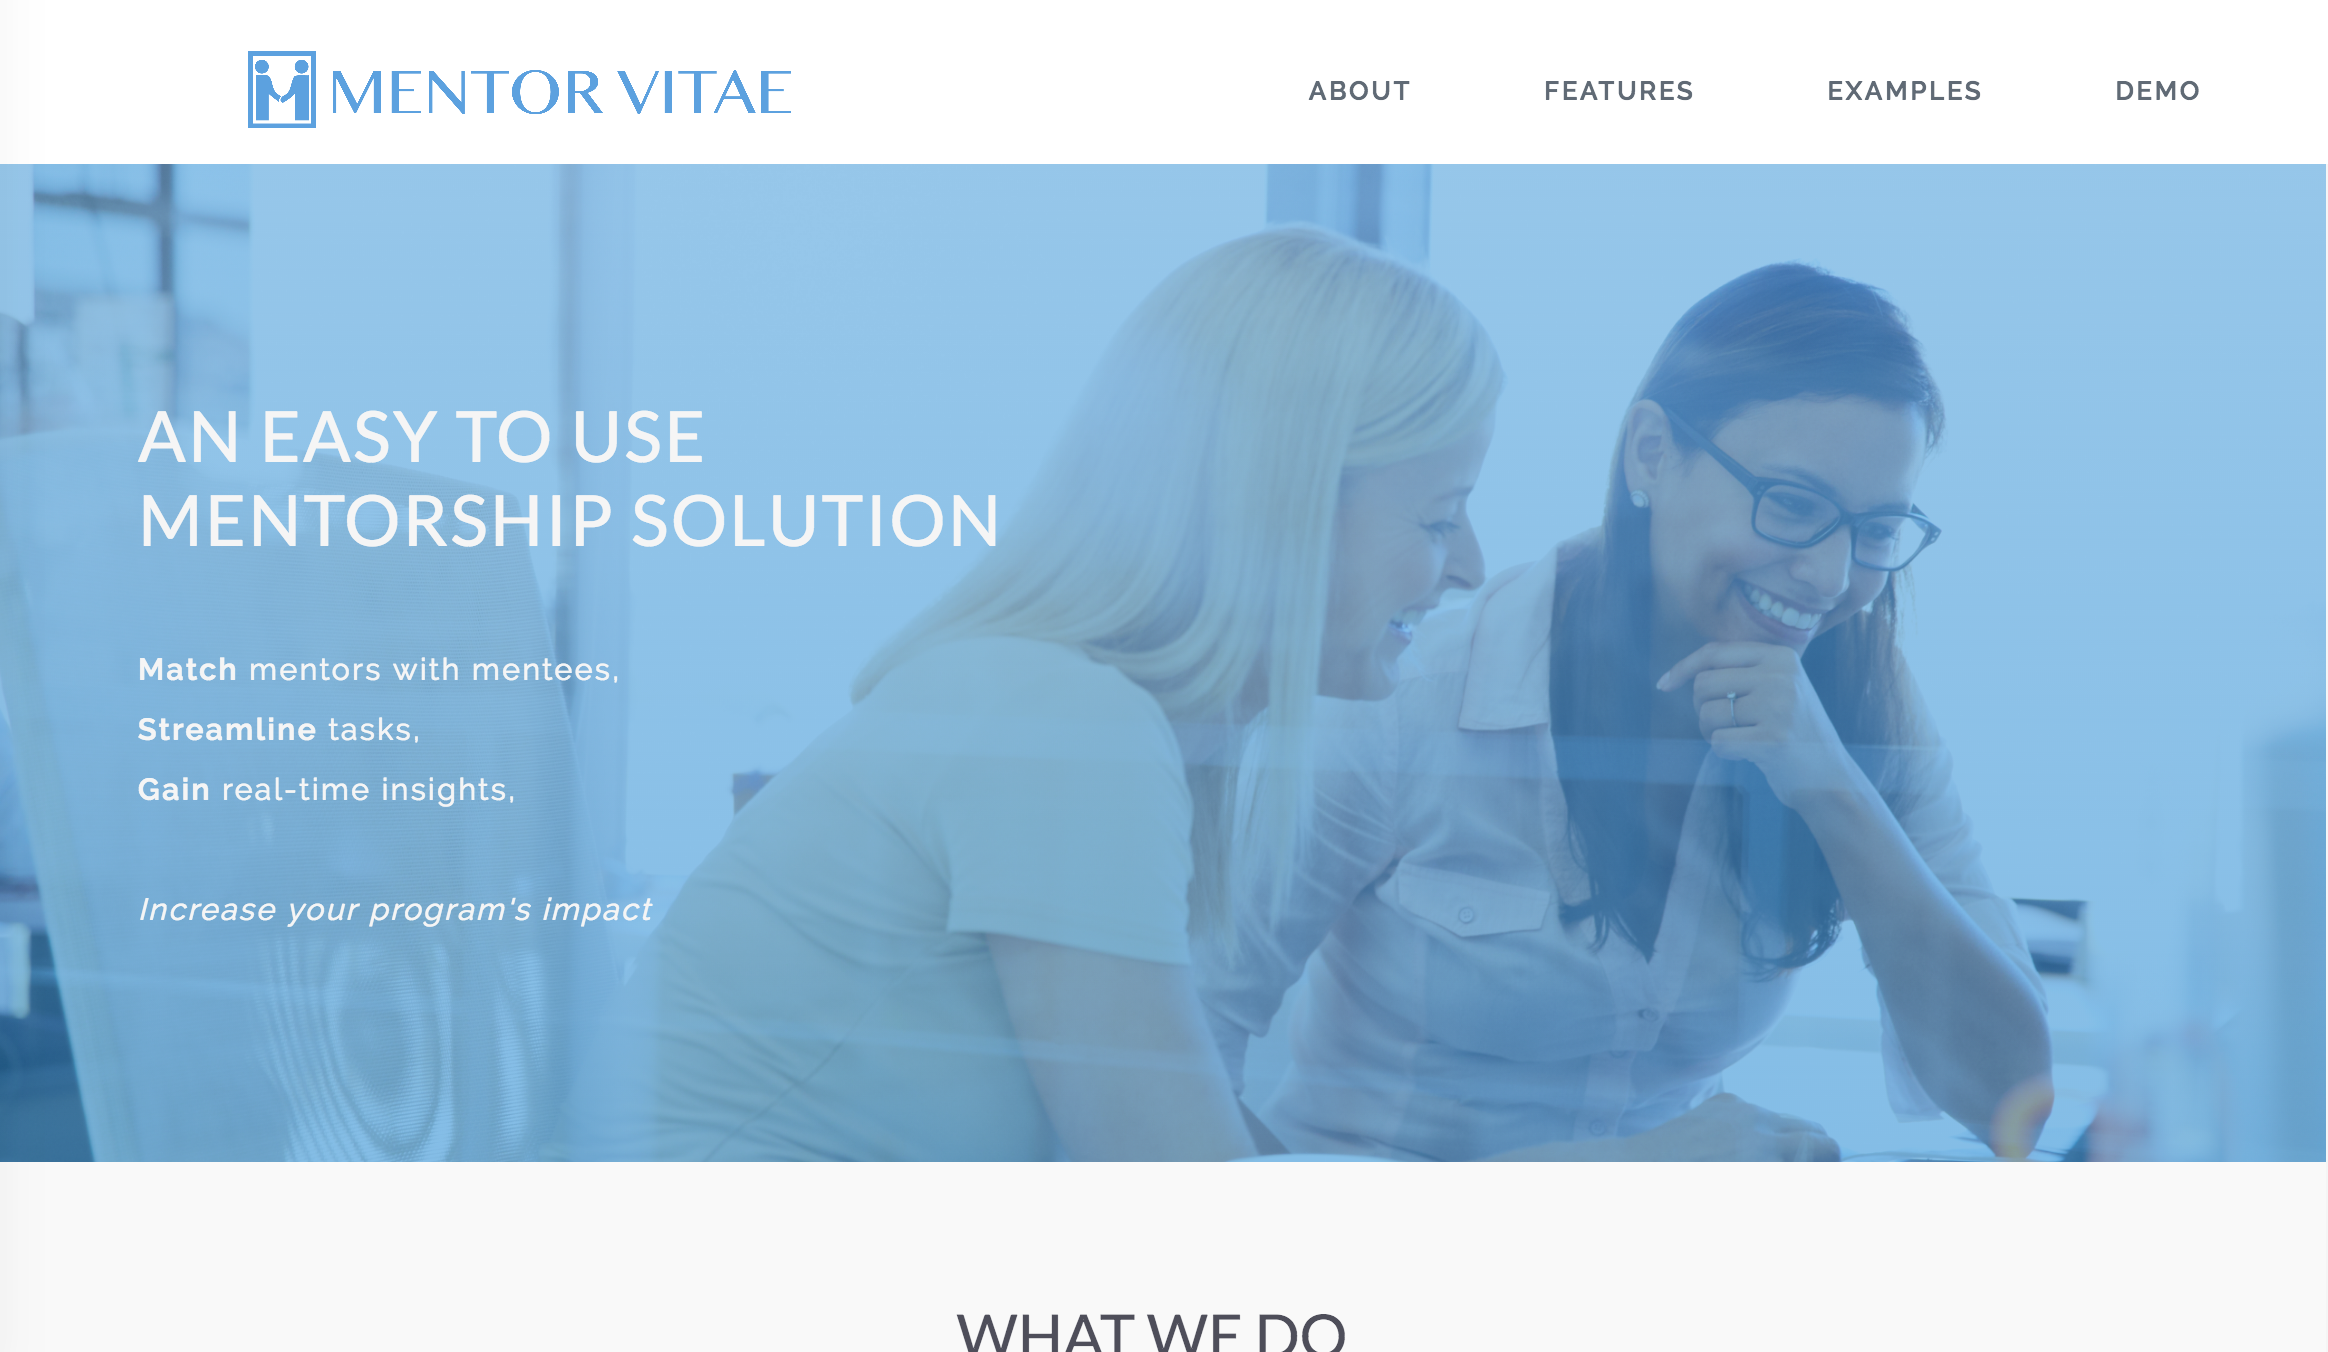 MENTOR VITAE
ABOUT FEATURES EXAMPLES DEMO
AN EASY TO USE
MENTORSHIP SOLUTION
Match mentors with mentees,
Streamline tasks,
Gain real-time insights,
Increase your program's impact
WHAT WE DO